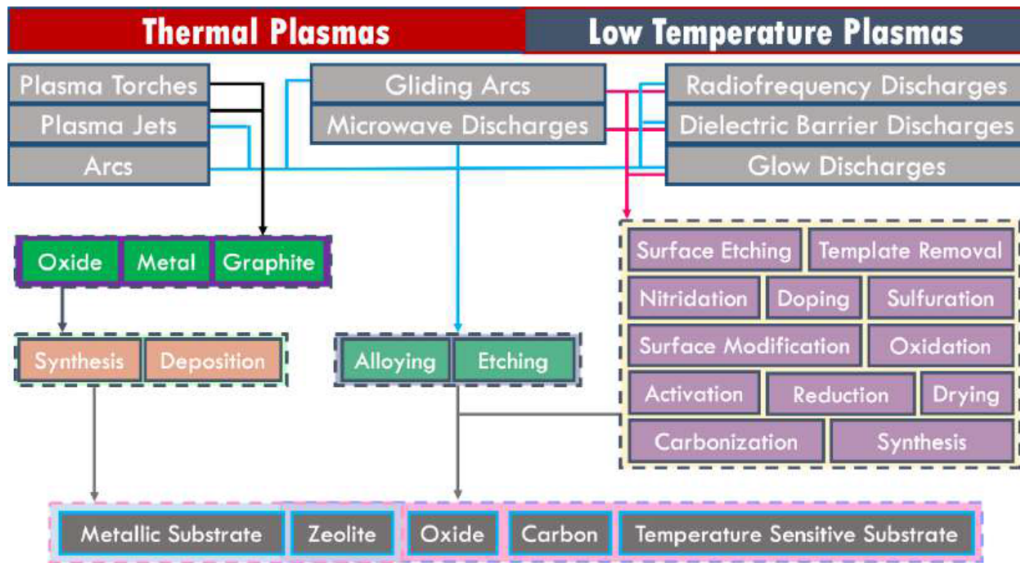 Thermal Plasmas
Low Temperature Plasmas
Plasma Torches
Plasma Jets
Arcs
Gliding Arcs
Microwave Discharges
Radiofrequency Discharges
Dielectric Barrier Discharges
Glow Discharges
Oxide
Metal
Graphite
Synthesis
Deposition
Alloying
Etching
Surface Etching
Template Removal
Nitridation
Doping
Sulfuration
Surface Modification
Oxidation
Activation
Reduction
Drying
Carbonization
Synthesis
Metallic Substrate
Zeolite
Oxide
Carbon
Temperature Sensitive Substrate